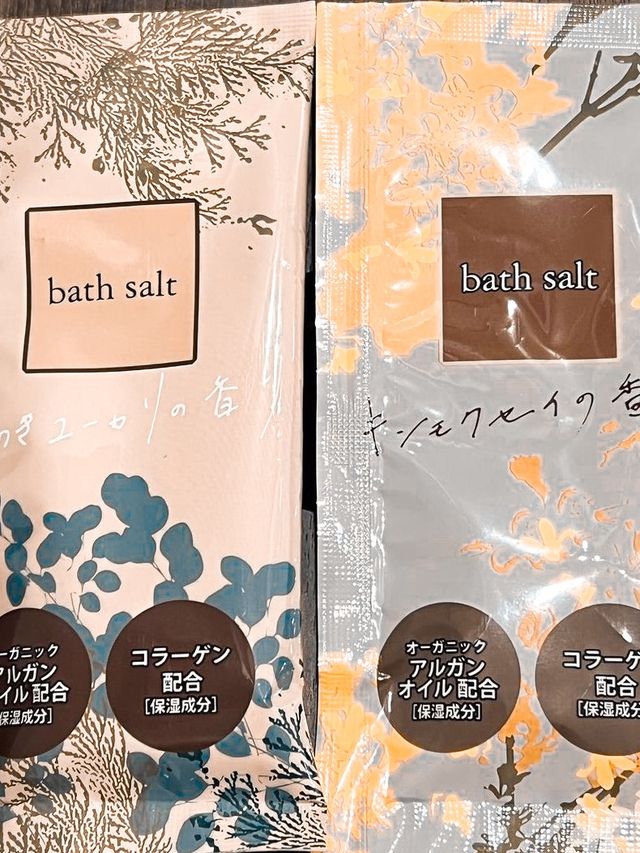 bath salt
のきユーカリの香り
ーガニック
アルガン
イル配合
保湿成分]
コラーゲン
配合
[保湿成分]
bath salt
キンモクセイの香
オーガニック
アルガン
オイル配合
[保湿成分]
コラーゲ
配合
[保湿成